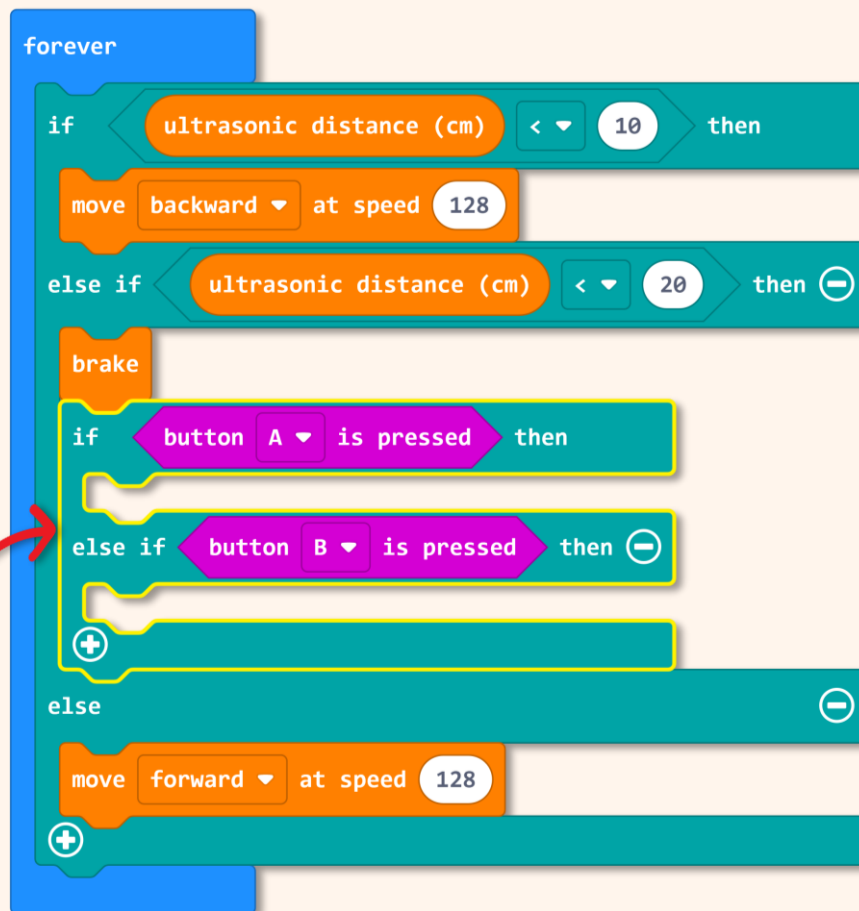 forever
if ultrasonic distance (cm) < 10 then
move backward at speed 128
else if ultrasonic distance (cm) < 20 then
brake
if button A is pressed then
else if button B is pressed then
else
move forward at speed 128